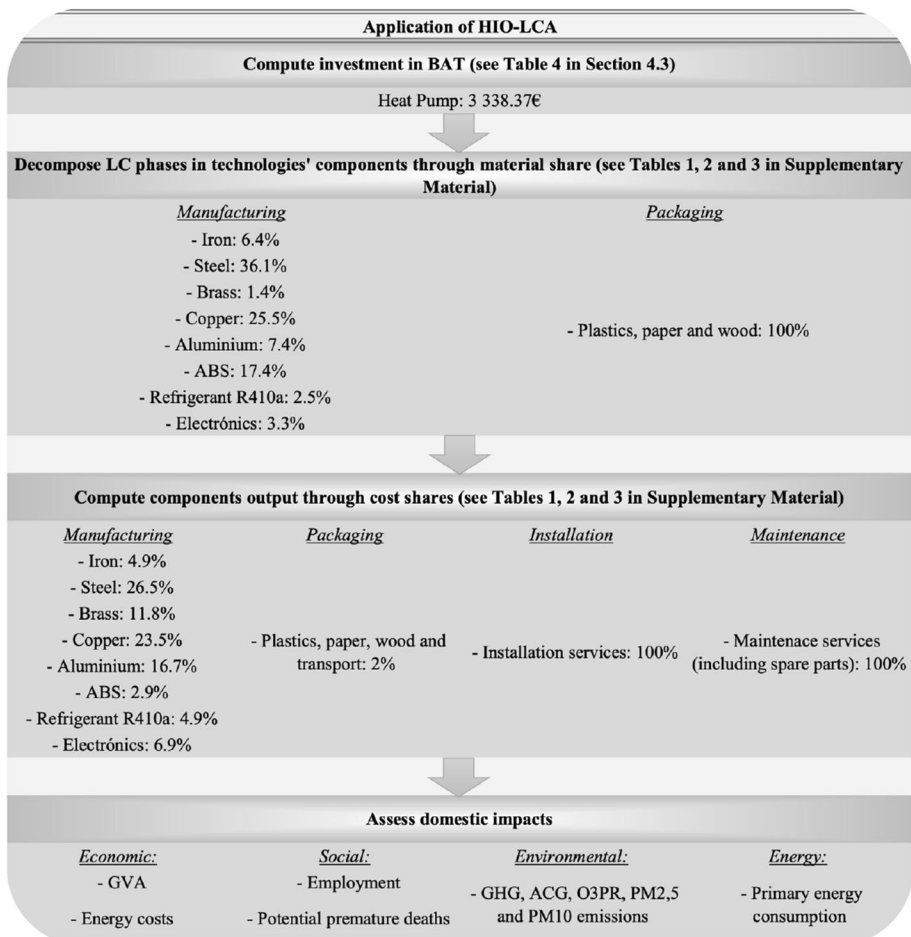 Application of HIO-LCA
Compute investment in BAT (see Table 4 in Section 4.3)
Heat Pump: 3 338.37€
Decompose LC phases in technologies' components through material share (see Tables 1, 2 and 3 in Supplementary
Material)
Manufacturing
- Iron: 6.4%
- Steel: 36.1%
- Brass: 1.4%
- Copper: 25.5%
- Aluminium: 7.4%
- ABS: 17.4%
- Refrigerant R410a: 2.5%
- Electrónics: 3.3%
Packaging
- Plastics, paper and wood: 100%
Compute components output through cost shares (see Tables 1, 2 and 3 in Supplementary Material)
Manufacturing
- Iron: 4.9%
- Steel: 26.5%
- Brass: 11.8%
- Copper: 23.5%
- Aluminium: 16.7%
- ABS: 2.9%
- Refrigerant R410a: 4.9%
- Electrónics: 6.9%
Packaging
- Plastics, paper, wood and
transport: 2%
Installation
- Installation services: 100%
Maintenance
- Maintenace services
(including spare parts): 100%
Assess domestic impacts
Economic:
- GVA
- Energy costs
Social:
- Employment
- Potential premature deaths
Environmental:
- GHG, ACG, O3PR, PM2,5
and PM10 emissions
Energy:
- Primary energy
consumption